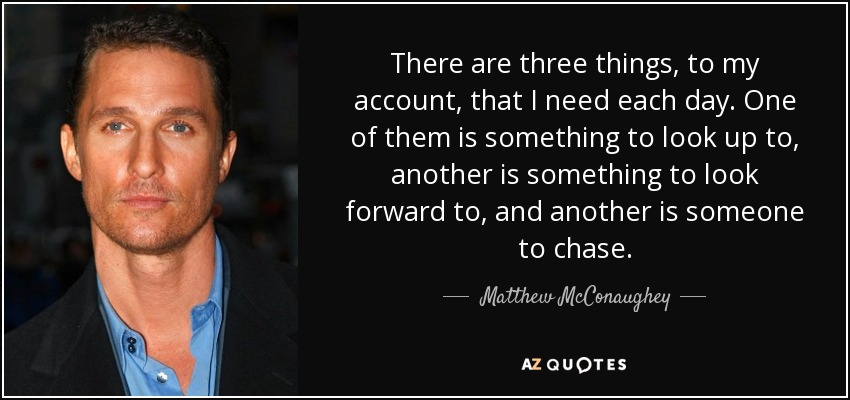 There are three things, to my
account, that I need each day. One
of them is something to look up to,
another is something to look
forward to, and another is someone
to chase.
Matthew McConaughey
AZ QUOTES